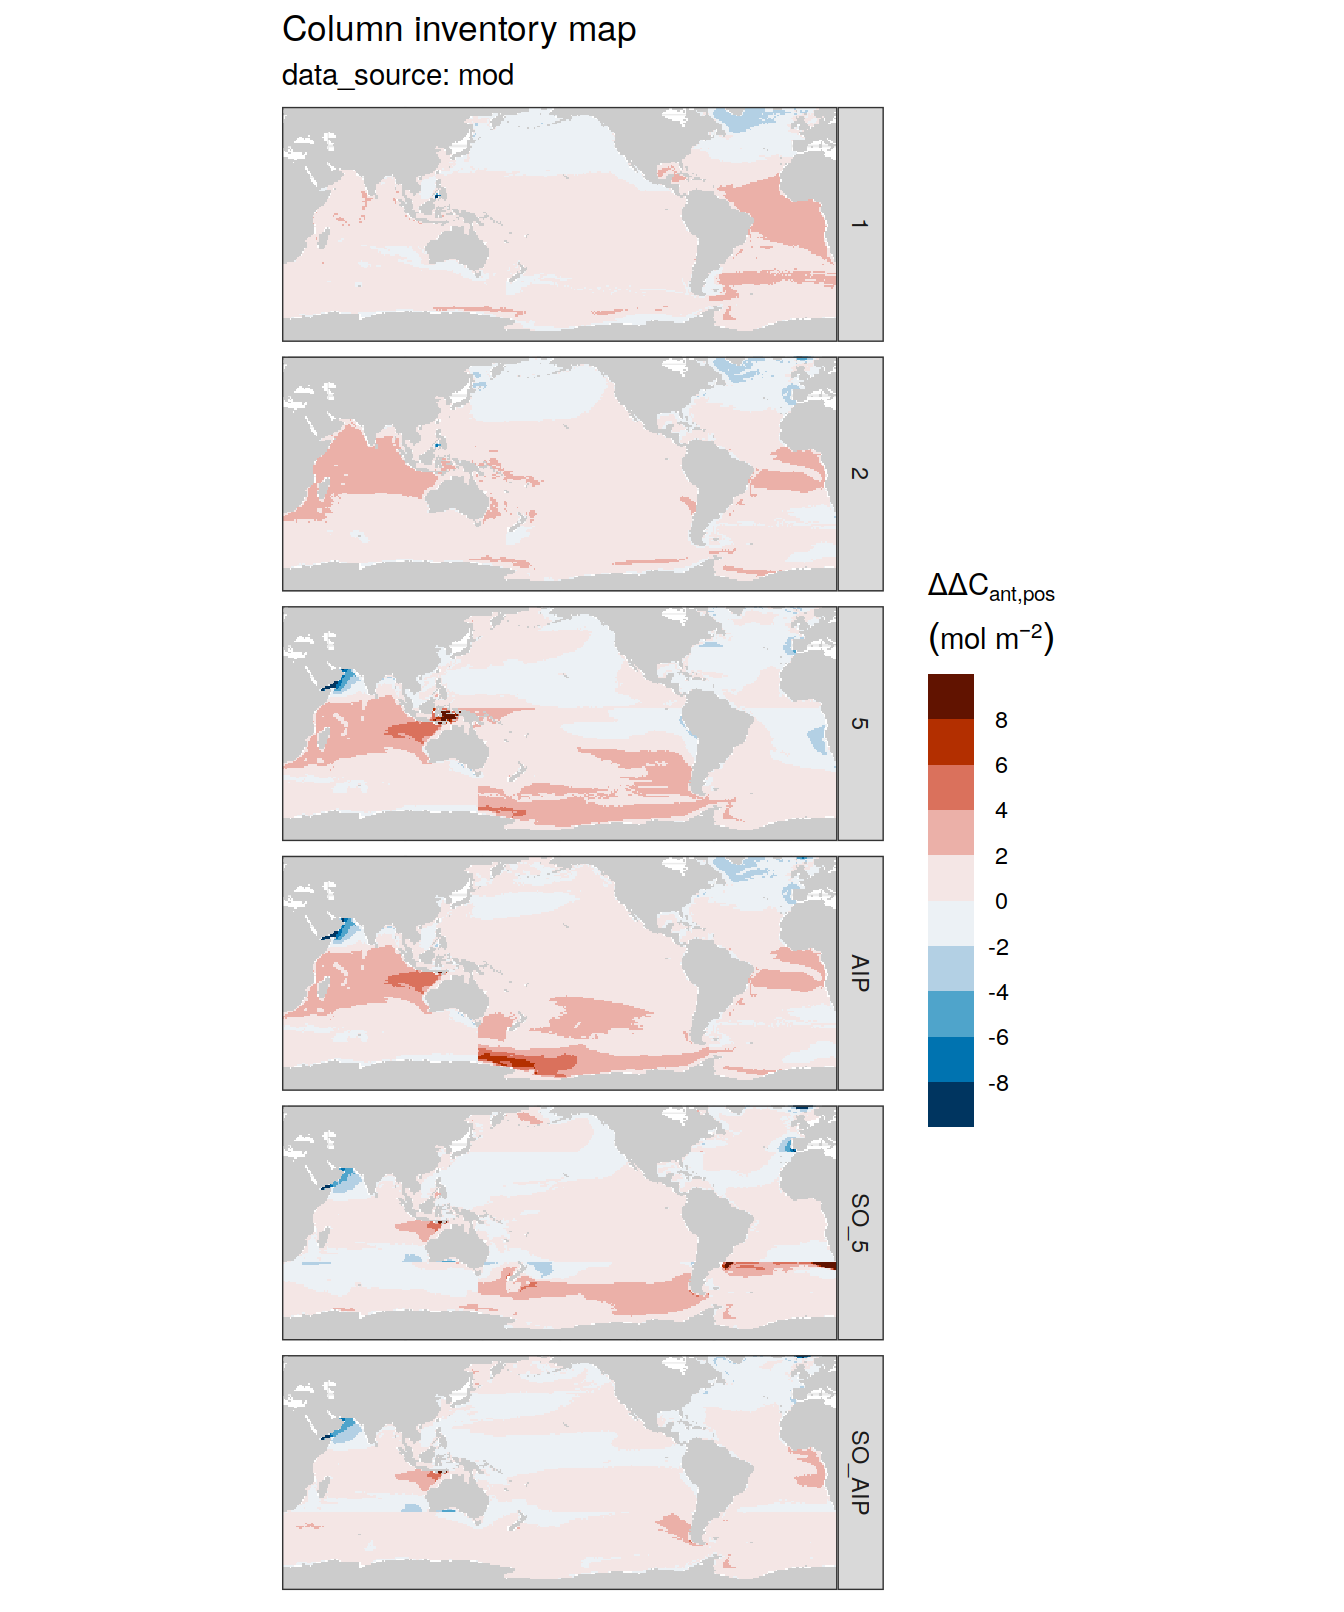 Column inventory map
data_source: mod
1
2
5
AIP
SO_5
SO_AIP
ΔΔC_ant,pos
(mol m⁻²)
8
6
4
2
0
-2
-4
-6
-8